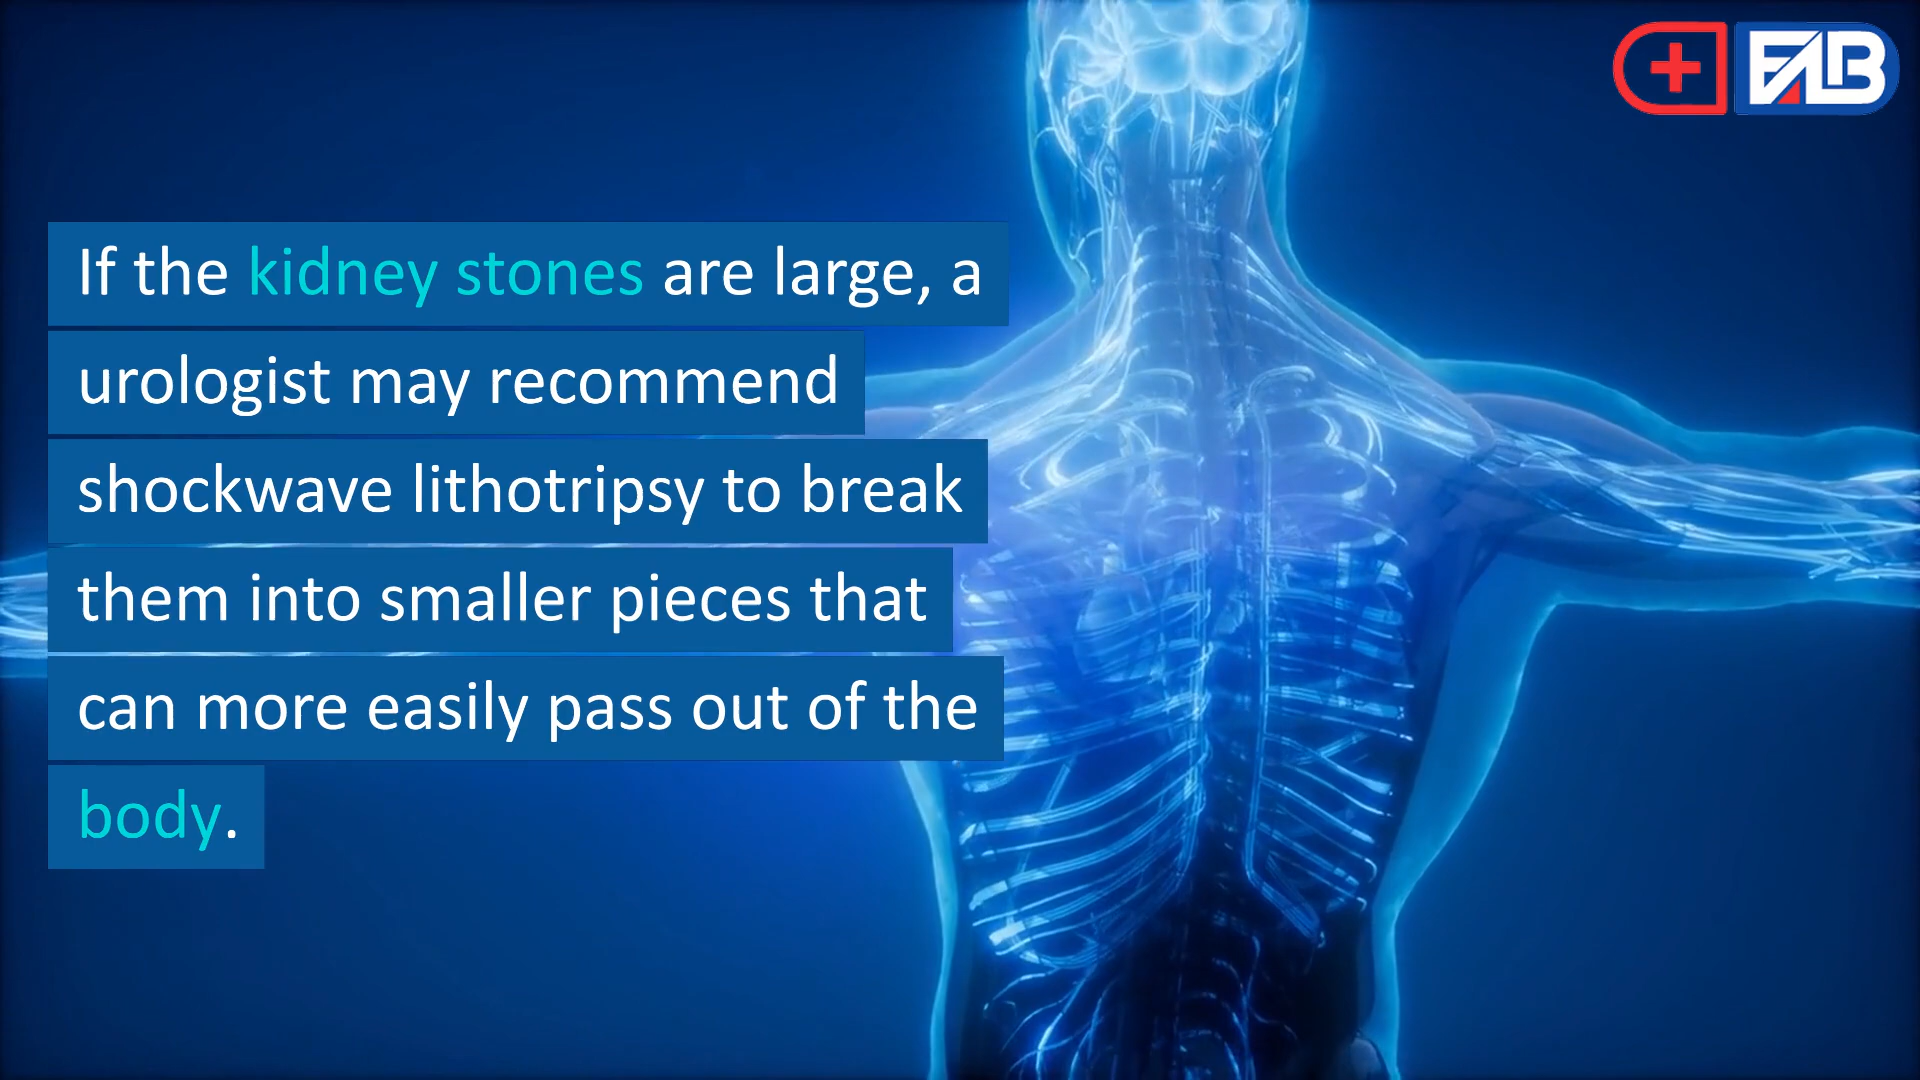 FAB
If the kidney stones are large, a
urologist may recommend
shockwave lithotripsy to break
them into smaller pieces that
can more easily pass out of the
body.